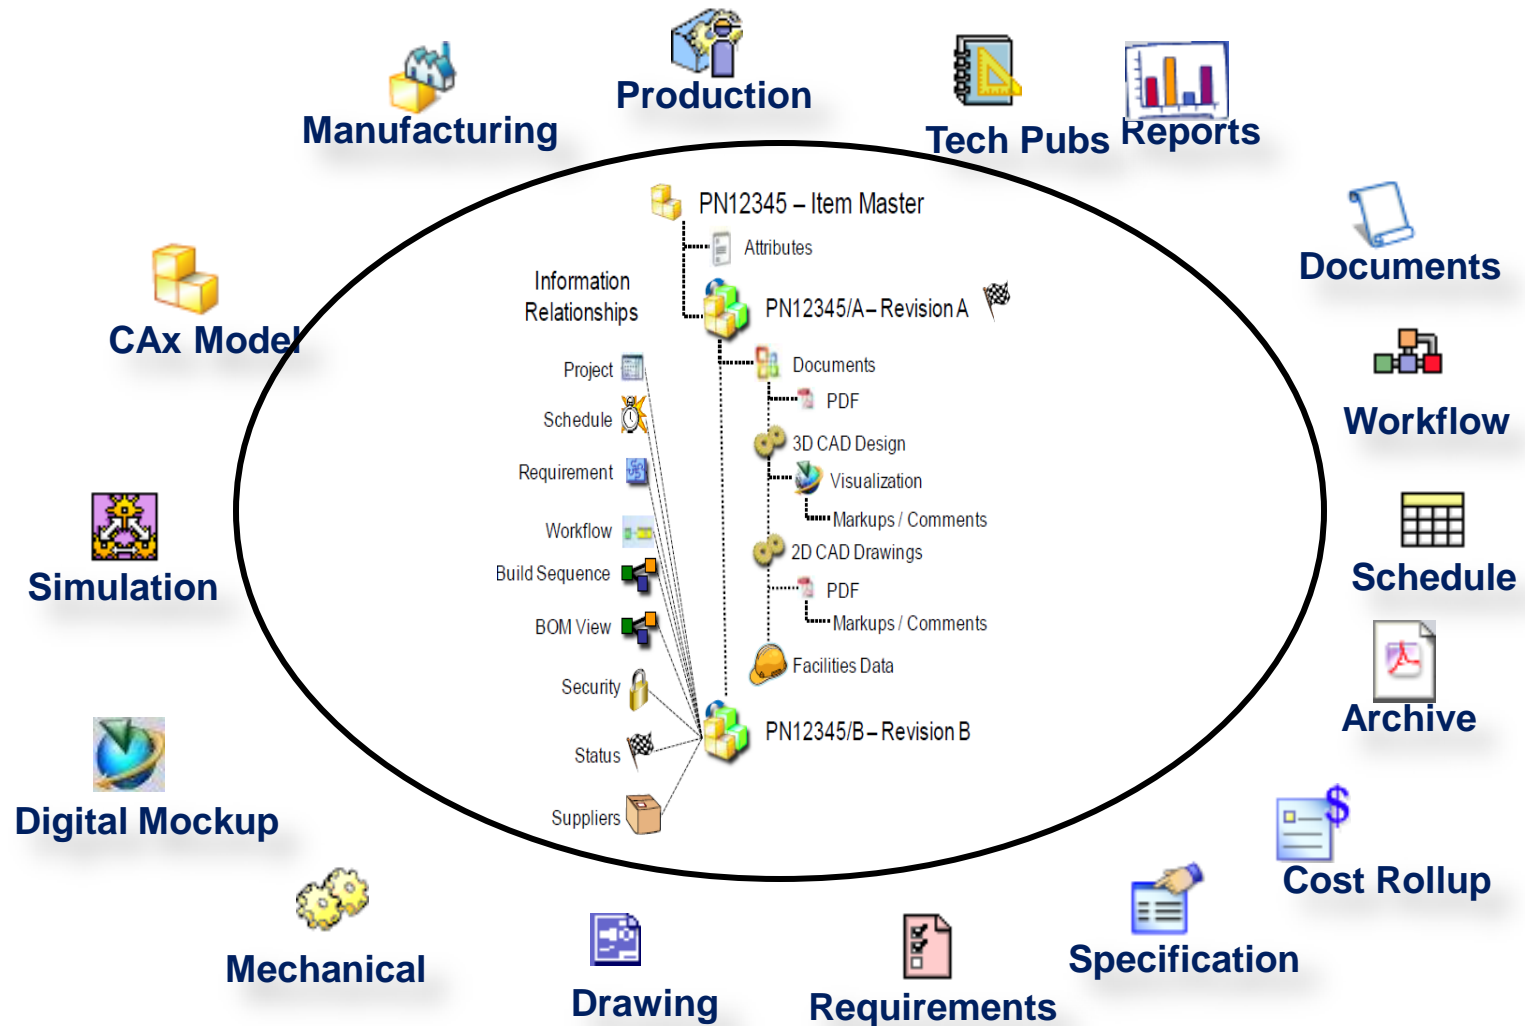 Production
Manufacturing
Tech Pubs
Reports
PN12345 – Item Master
Attributes
Documents
Information
Relationships
PN12345/A – Revision A
CAx Model
Project
Documents
PDF
Workflow
Schedule
3D CAD Design
Requirement
Visualization
Markups / Comments
Workflow
2D CAD Drawings
Simulation
Build Sequence
PDF
Schedule
BOM View
Markups / Comments
Security
Facilities Data
Archive
Status
PN12345/B – Revision B
Digital Mockup
Suppliers
$
Cost Rollup
Mechanical
Specification
Drawing
Requirements